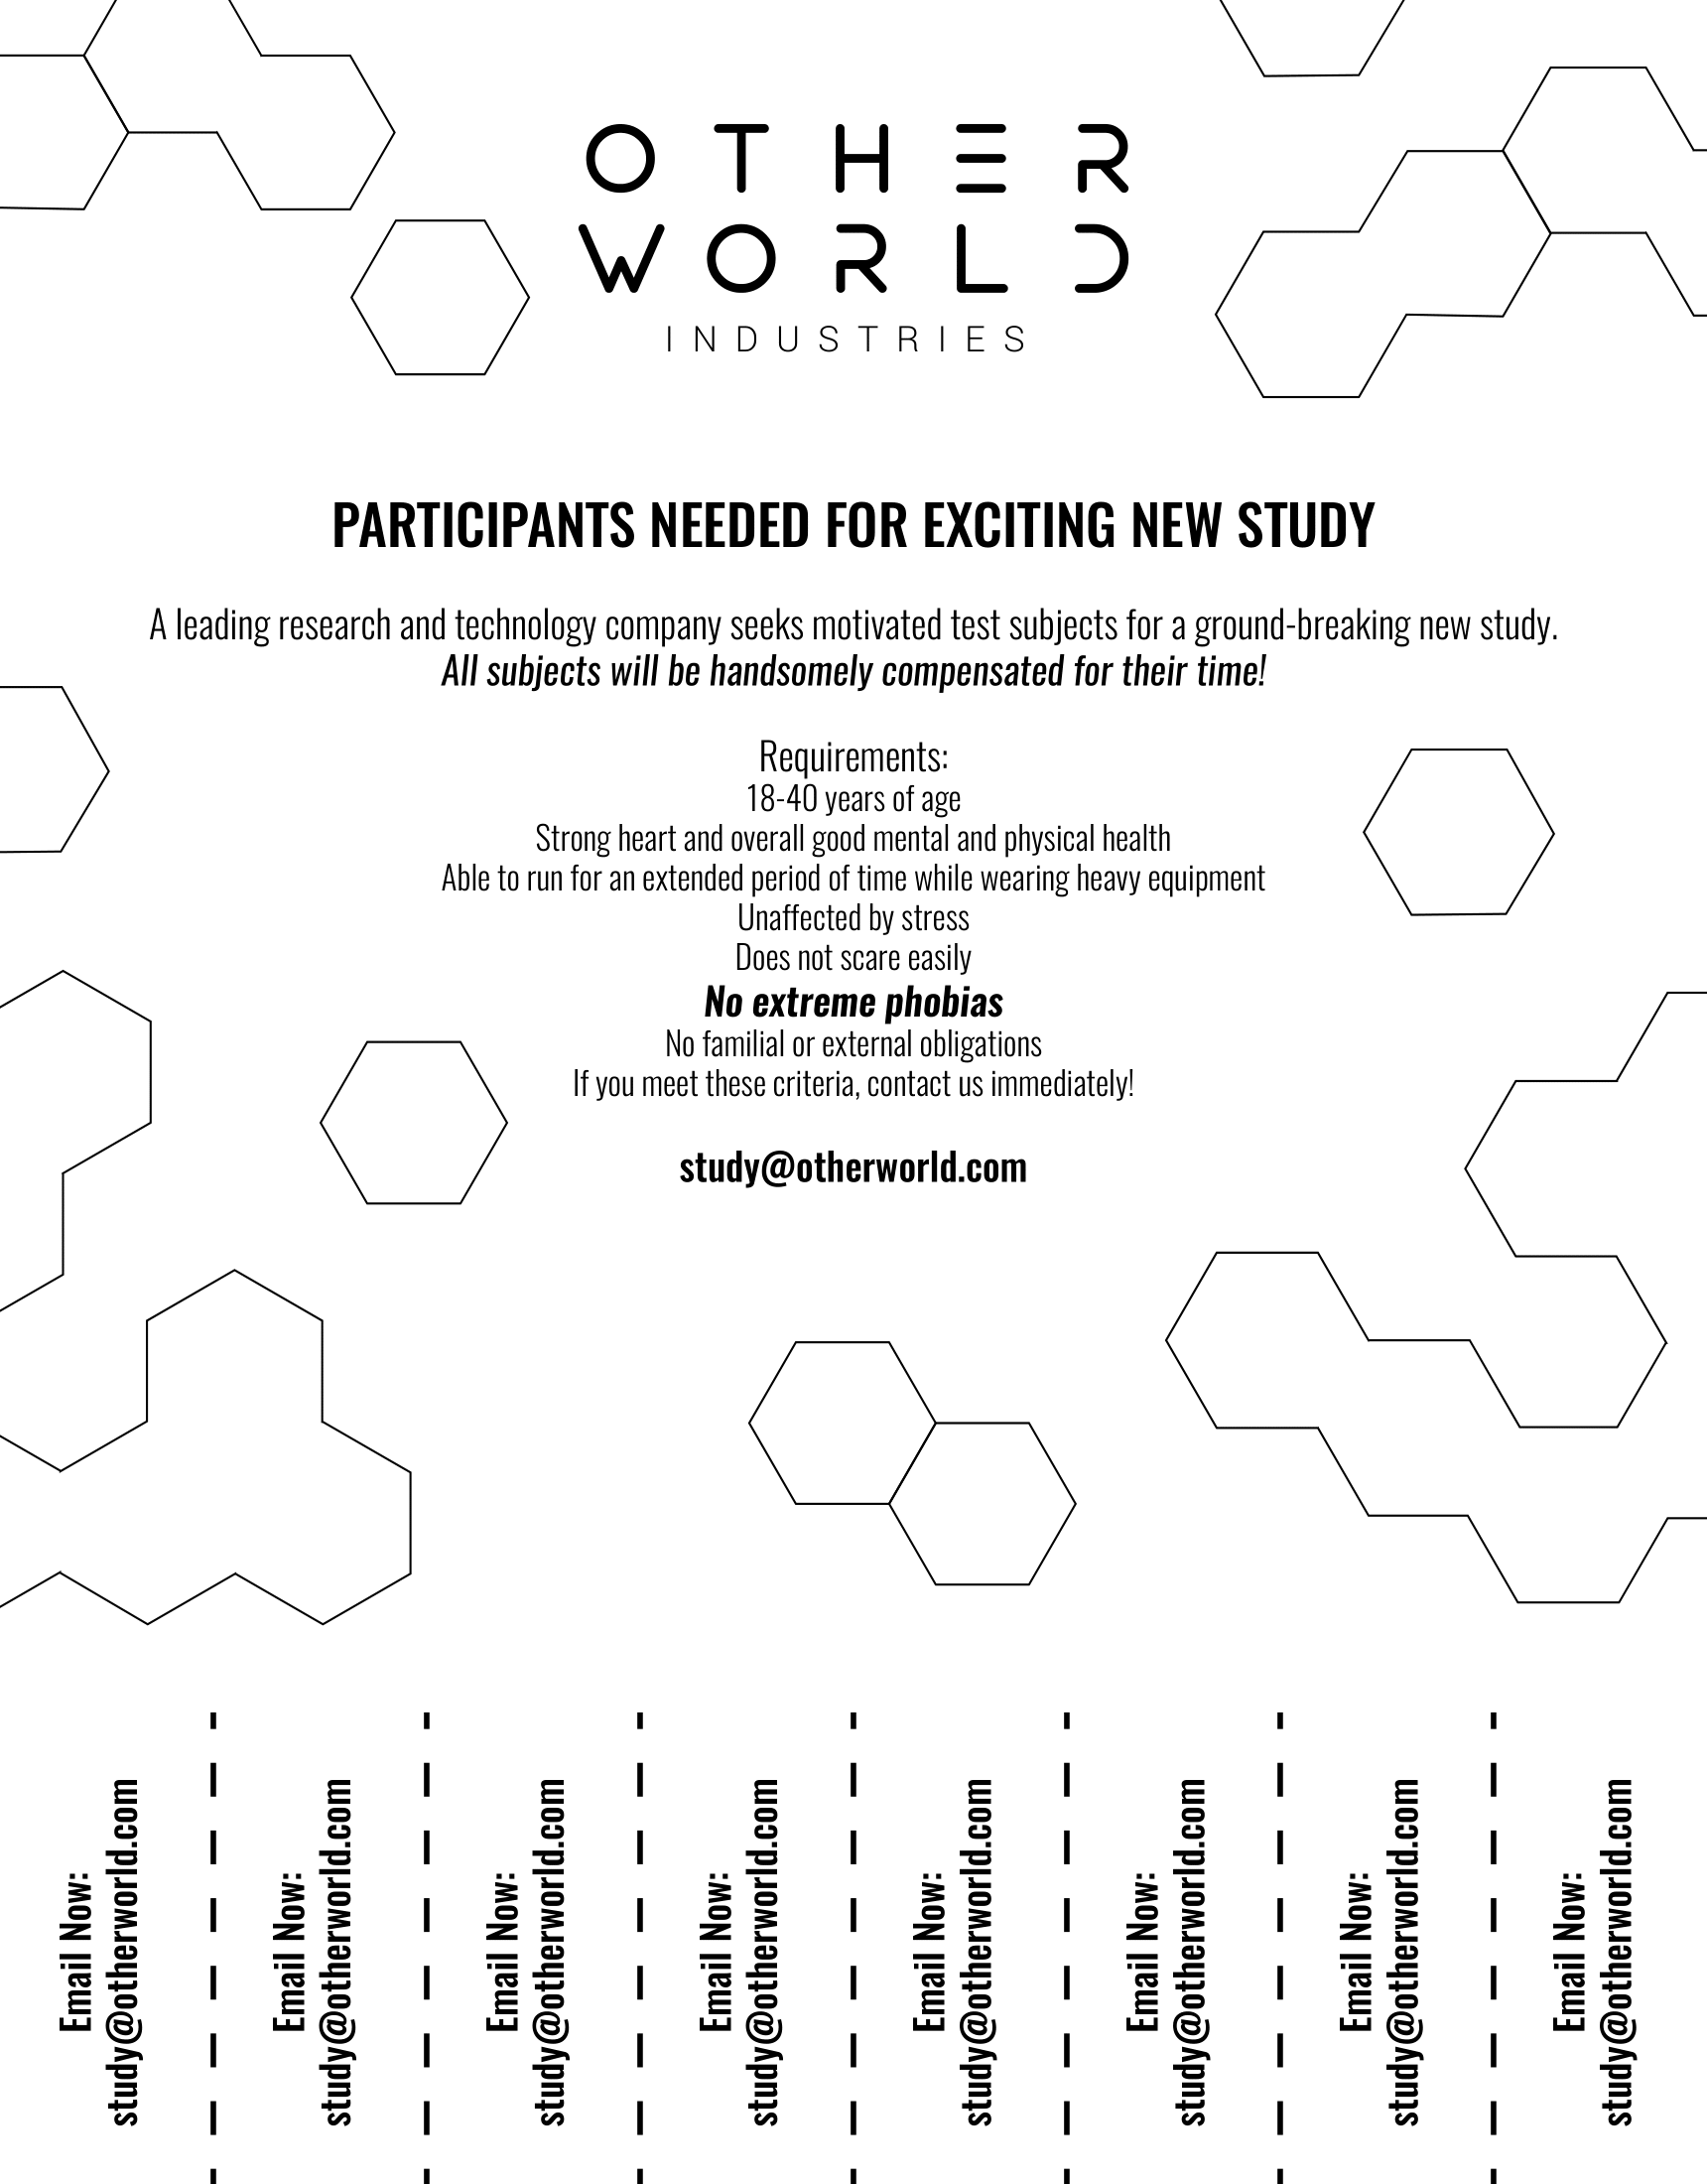 OTHER
WORLD
INDUSTRIES
PARTICIPANTS NEEDED FOR EXCITING NEW STUDY
A leading research and technology company seeks motivated test subjects for a ground-breaking new study.
All subjects will be handsomely compensated for their time!
Requirements:
18-40 years of age
Strong heart and overall good mental and physical health
Able to run for an extended period of time while wearing heavy equipment
Unaffected by stress
Does not scare easily
No extreme phobias
No familial or external obligations
If you meet these criteria, contact us immediately!
study@otherworld.com
Email Now:
study@otherworld.com
Email Now:
study@otherworld.com
Email Now:
study@otherworld.com
Email Now:
study@otherworld.com
Email Now:
study@otherworld.com
Email Now:
study@otherworld.com
Email Now:
study@otherworld.com
Email Now:
study@otherworld.com